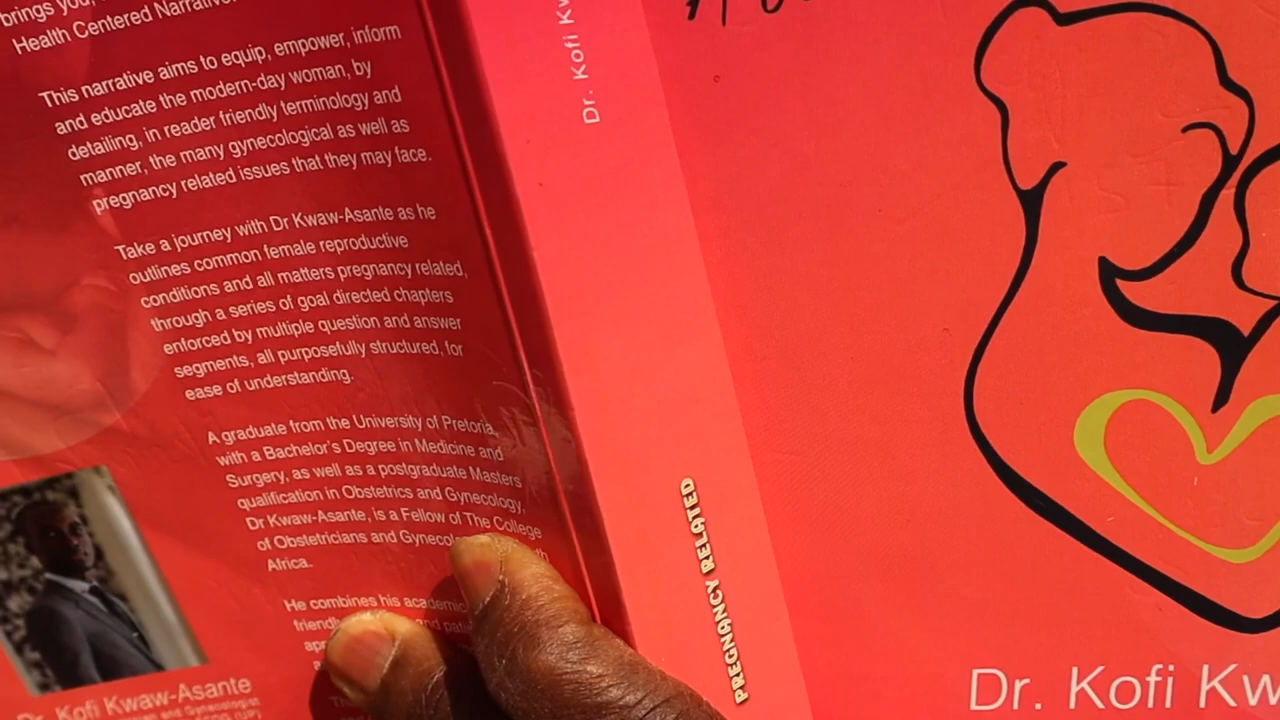 brings you,
Health Centered Narrative.
This narrative aims to equip, empower, inform
and educate the modern-day woman, by
detailing, in reader friendly terminology and
manner, the many gynecological as well as
pregnancy related issues that they may face.
Take a journey with Dr Kwaw-Asante as he
outlines common female reproductive
conditions and all matters pregnancy related,
through a series of goal directed chapters
enforced by multiple question and answer
segments, all purposefully structured, for
ease of understanding.
A graduate from the University of Pretoria,
with a Bachelor's Degree in Medicine and
Surgery, as well as a postgraduate Masters
qualification in Obstetrics and Gynecology,
Dr Kwaw-Asante, is a Fellow of The College
of Obstetricians and
Africa.
He combines his academic
and
Dr. Kofi Kwaw-Asante
Dr. Kofi
PREGNANCY RELATED
Dr. Kofi